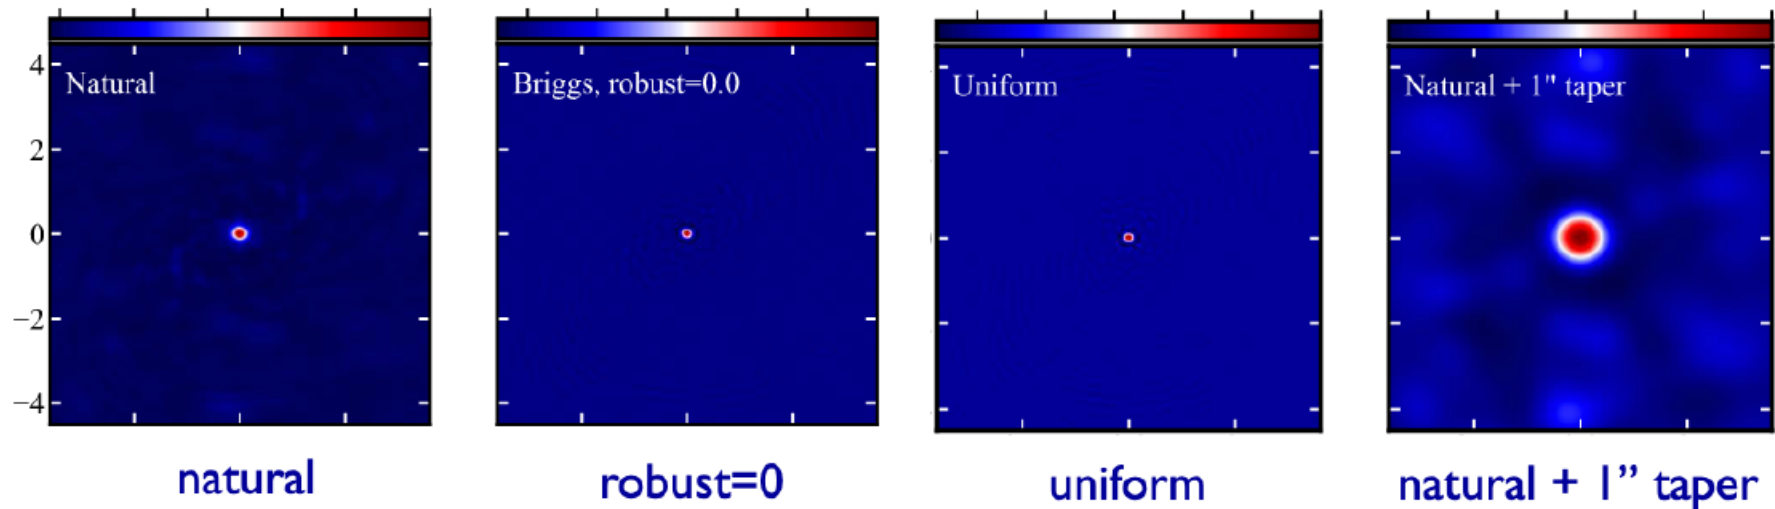 Natural
Briggs, robust=0.0
Uniform
Natural + 1" taper
4
2
0
−2
−4
natural
robust=0
uniform
natural + 1” taper